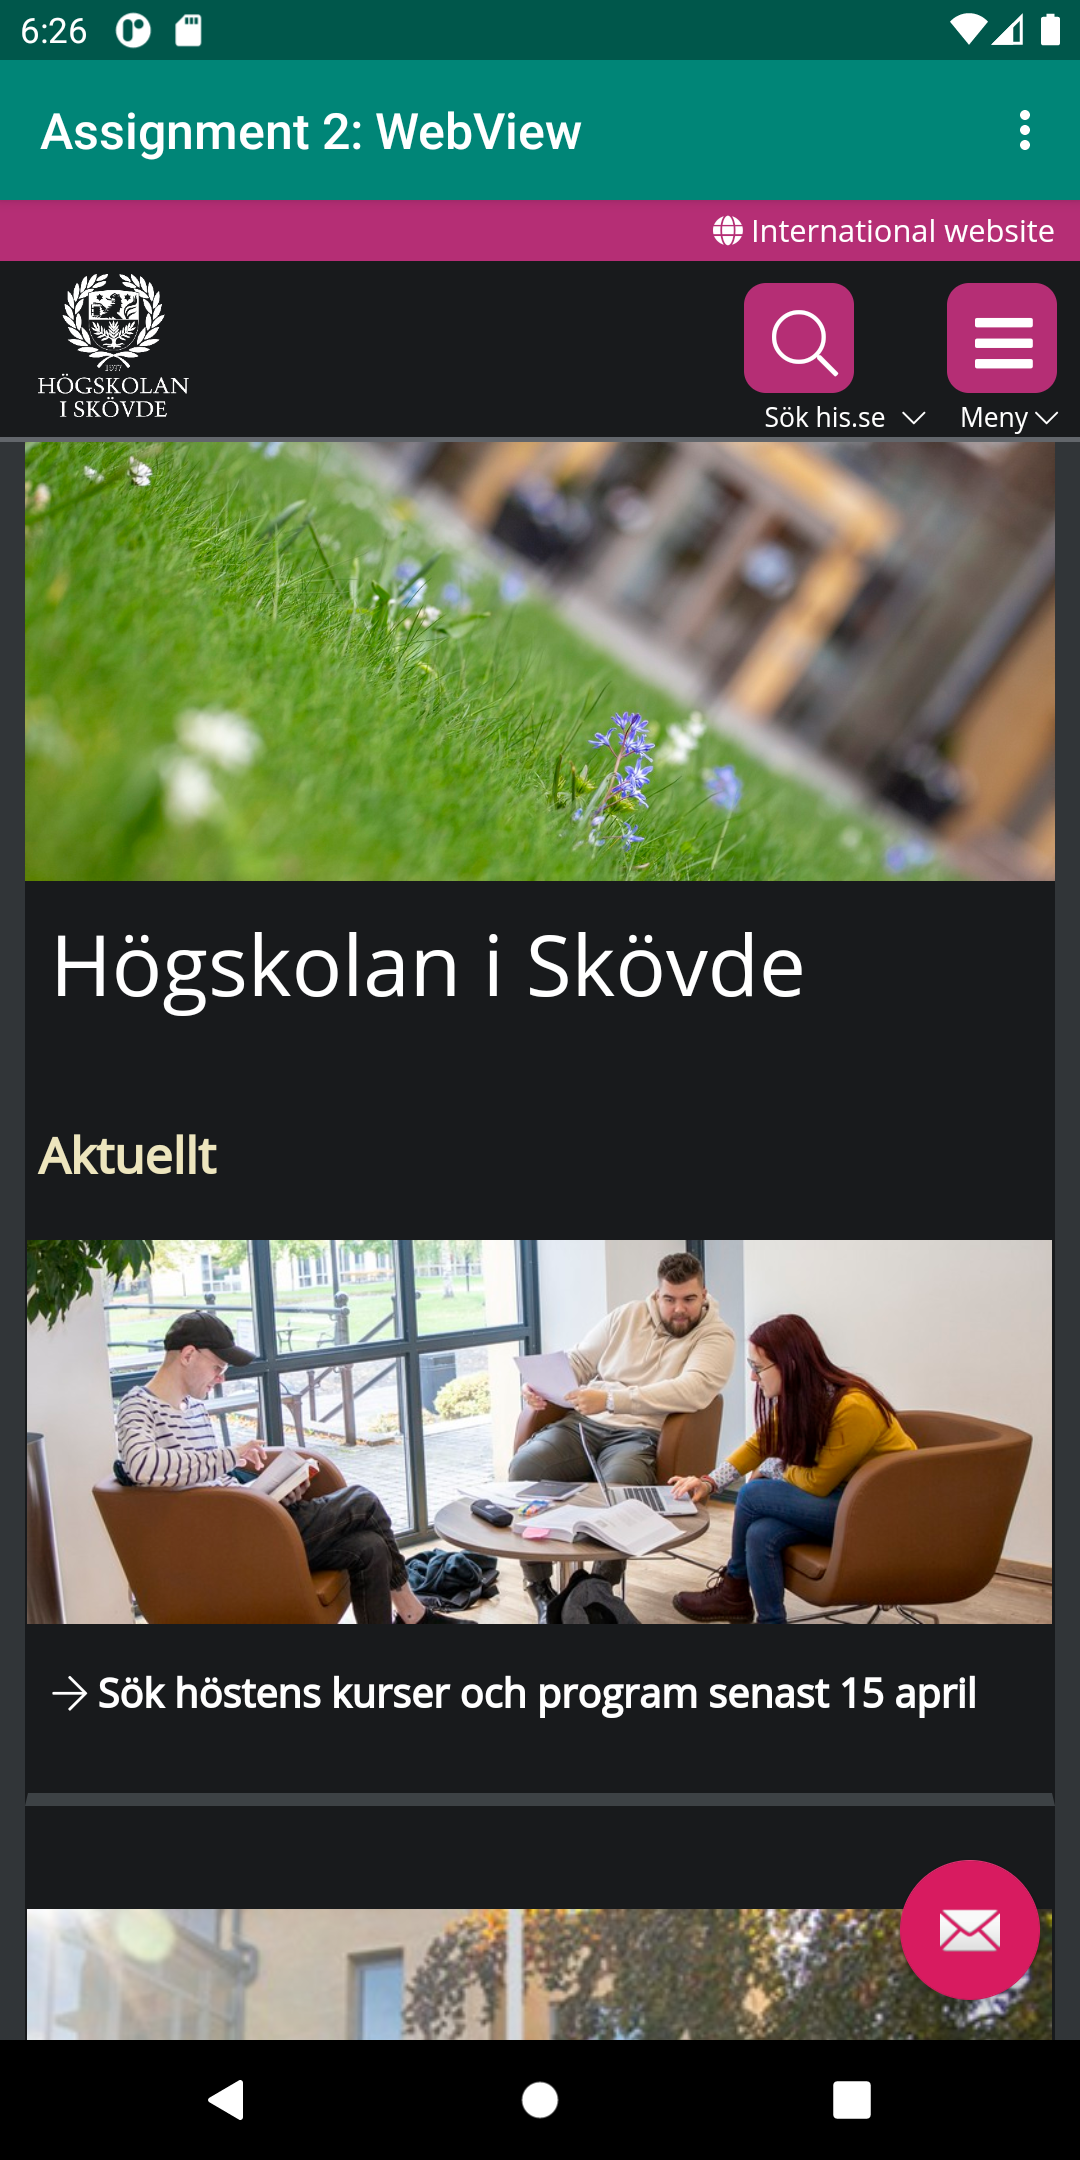 6:26
Assignment 2: WebView
International website
1977
HÖGSKOLAN
I SKÖVDE
Sök his.se
Meny
Högskolan i Skövde
Aktuellt
Sök höstens kurser och program senast 15 april